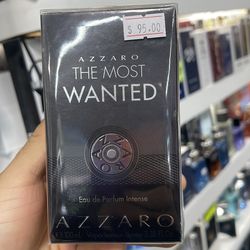 $ 95.00
AZZARO
THE MOST
WANTED
Eau de Parfum Intense
AZZARO